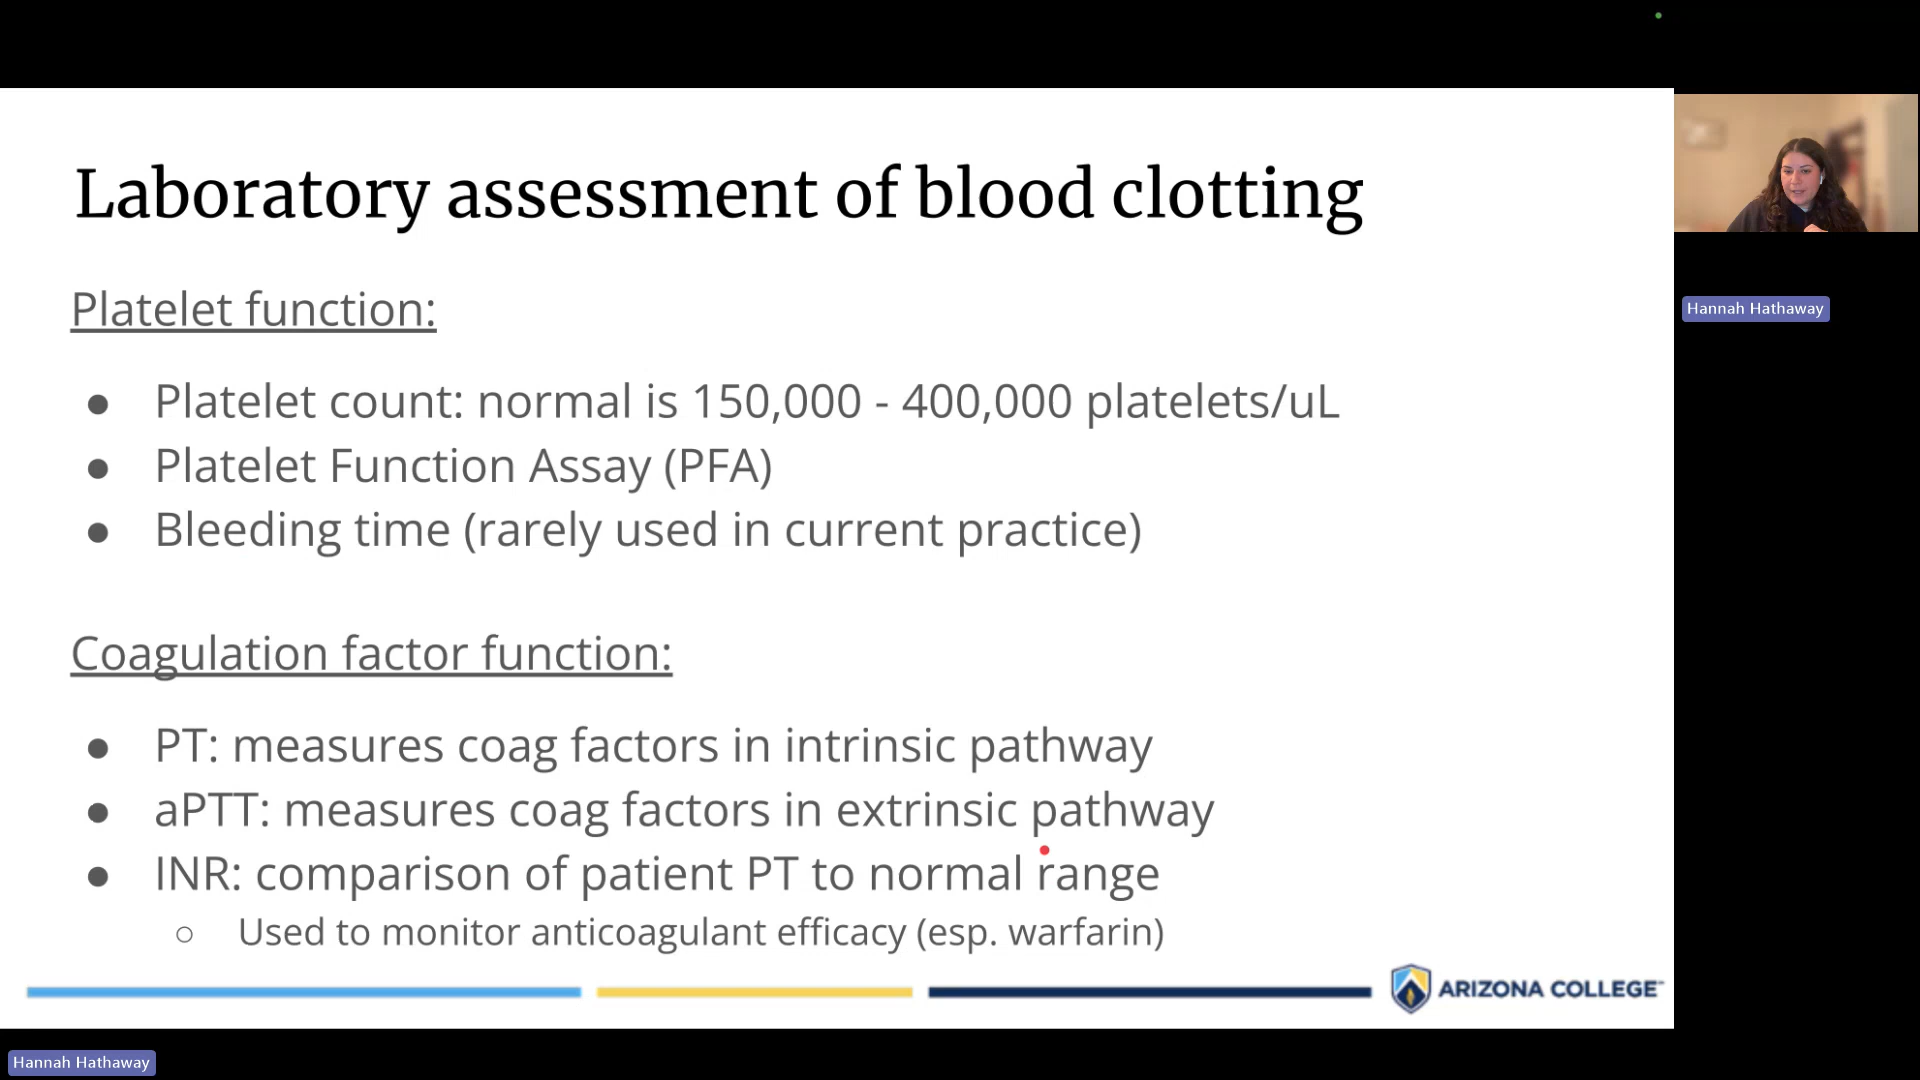 Laboratory assessment of blood clotting
Platelet function:
● Platelet count: normal is 150,000 - 400,000 platelets/uL
● Platelet Function Assay (PFA)
● Bleeding time (rarely used in current practice)
Coagulation factor function:
● PT: measures coag factors in intrinsic pathway
● aPTT: measures coag factors in extrinsic pathway
● INR: comparison of patient PT to normal range
○ Used to monitor anticoagulant efficacy (esp. warfarin)
ARIZONA COLLEGE
Hannah Hathaway
Hannah Hathaway